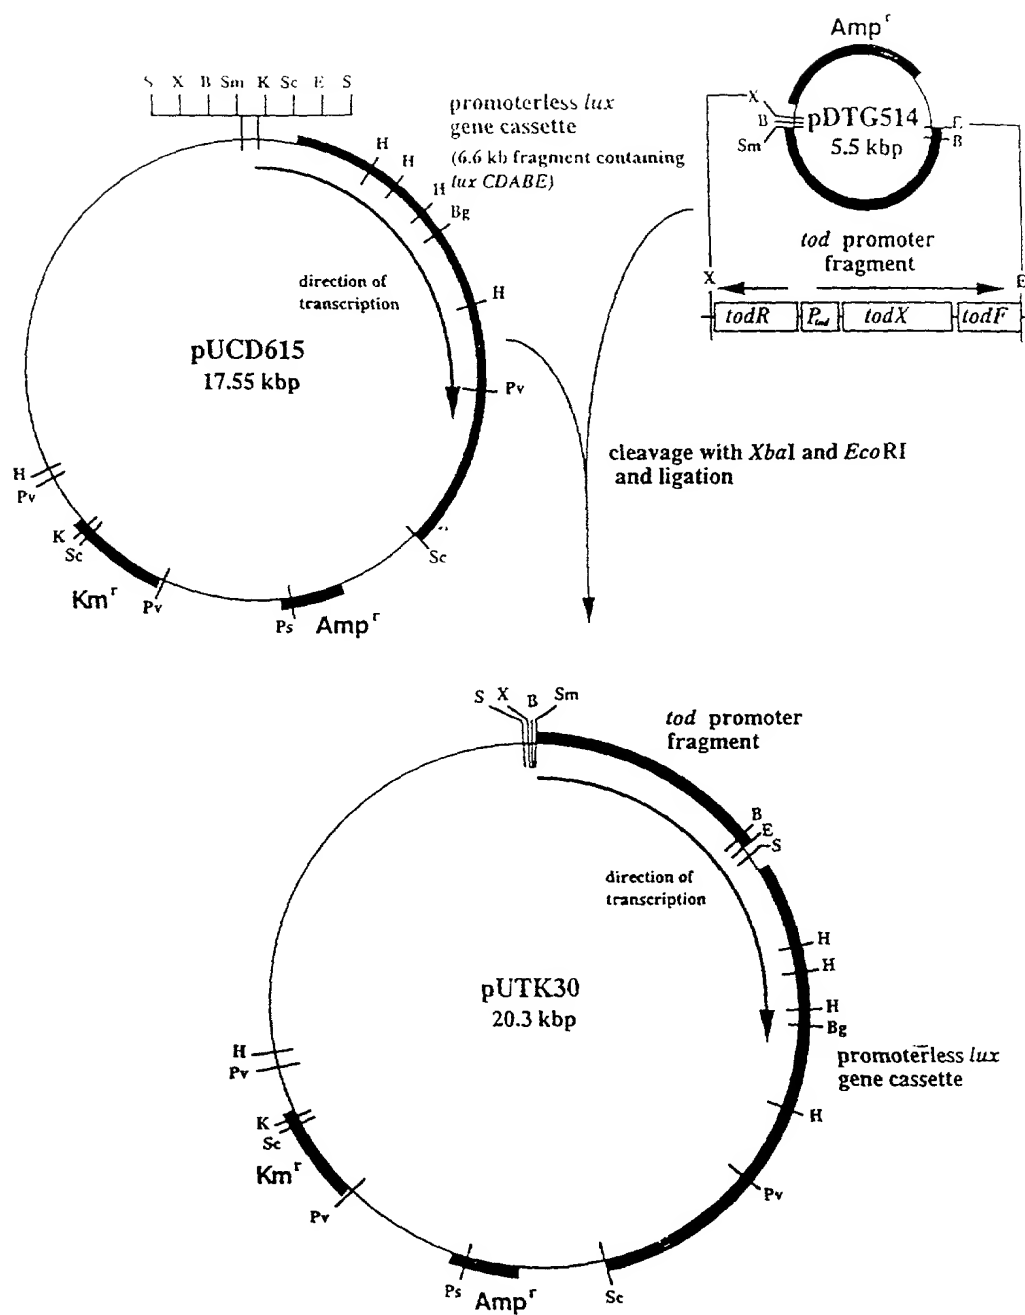 Amp^r
S X B Sm K Sc E S
promoterless lux
gene cassette
(6.6 kb fragment containing
lux CDABE)
X
B
Sm
pDTG514
5.5 kbp
E
B
H
H
H
Bg
tod promoter
fragment
X
E
todR P_tod todX todF
direction of
transcription
H
pUCD615
17.55 kbp
Pv
cleavage with XbaI and EcoRI
and ligation
H
Pv
K
Sc
Km^r
Pv
Sc
Ps
Amp^r
S X B Sm
tod promoter
fragment
B
E
S
direction of
transcription
H
H
pUTK30
20.3 kbp
H
Bg
promoterless lux
gene cassette
H
Pv
H
K
Sc
Km^r
Pv
Pv
Ps
Amp^r
Sc